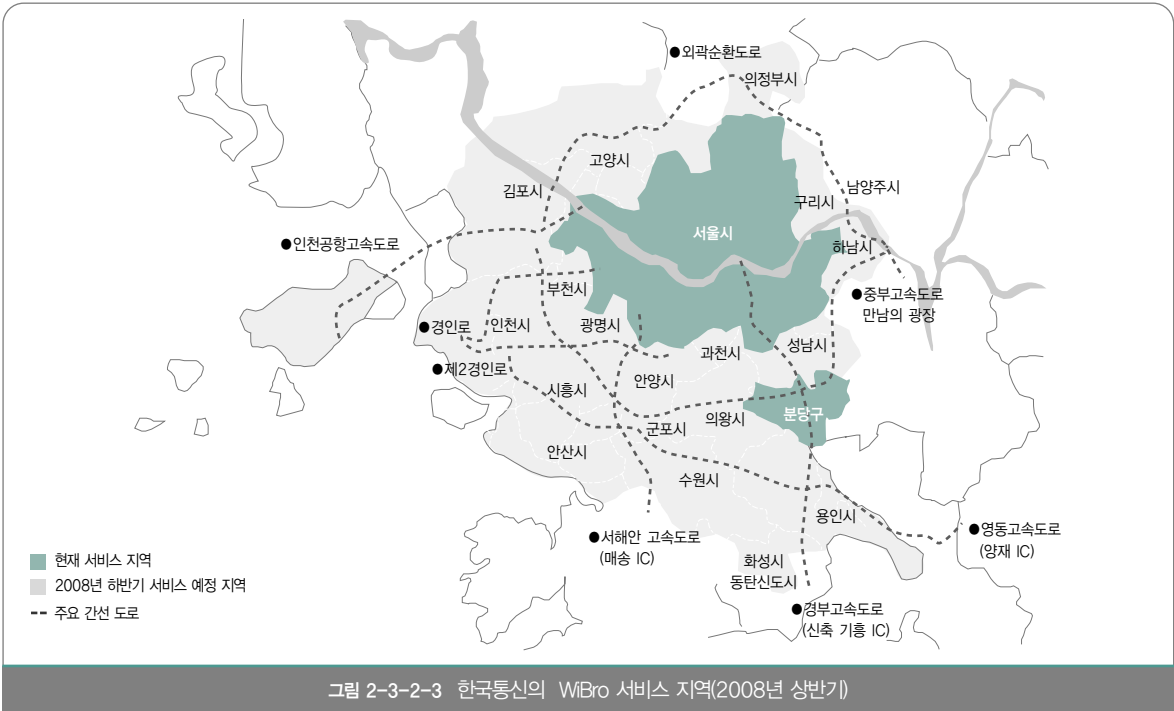 ●외곽순환도로
의정부시
고양시
김포시
남양주시
구리시
서울시
●인천공항고속도로
하남시
부천시
●중부고속도로
만남의 광장
●경인로
인천시
광명시
과천시
성남시
●제2경인로
안양시
시흥시
분당구
의왕시
군포시
안산시
수원시
용인시
●서해안 고속도로
(매송 IC)
●영동고속도로
(양재 IC)
화성시
동탄신도시
●경부고속도로
(신축 기흥 IC)
현재 서비스 지역
2008년 하반기 서비스 예정 지역
주요 간선 도로
그림 2-3-2-3 한국통신의 WiBro 서비스 지역(2008년 상반기)